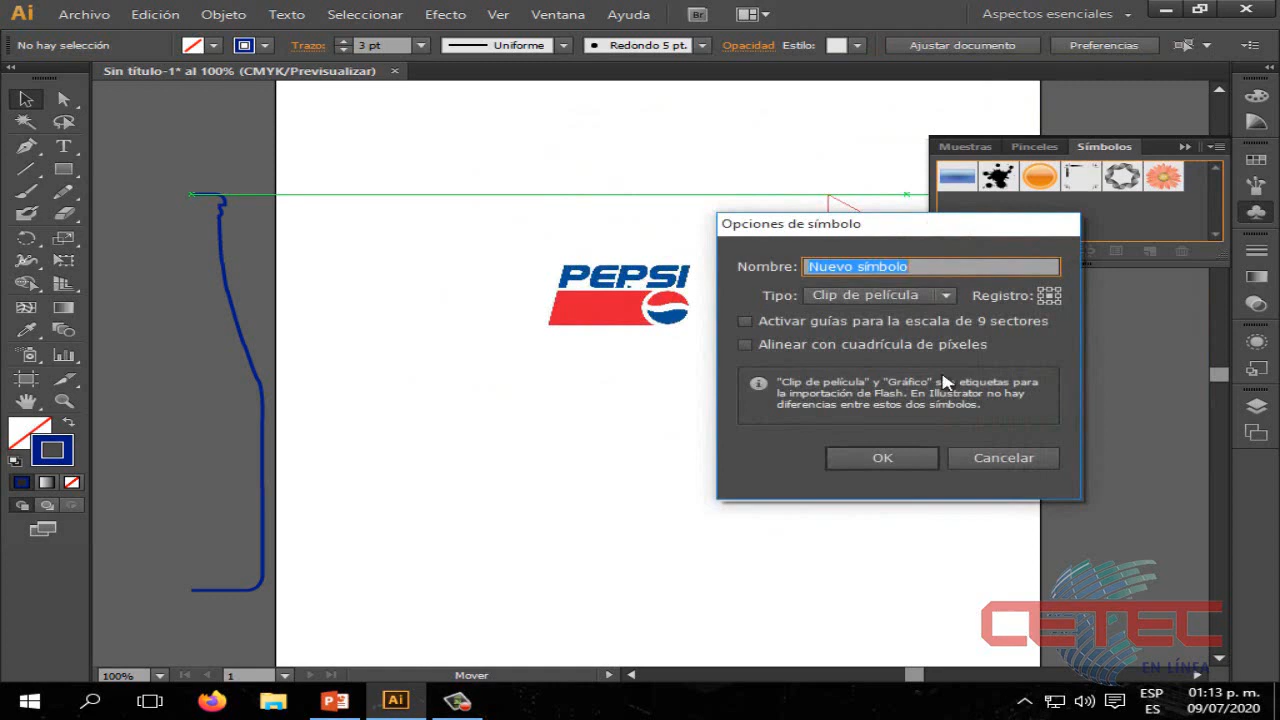 Ai Archivo Edición Objeto Texto Seleccionar Efecto Ver Ventana Ayuda Br Aspectos esenciales
No hay selección Trazo: 3 pt Uniforme Redondo 5 pt. Opacidad Estilo: Ajustar documento Preferencias
Sin título-1* al 100% (CMYK/Previsualizar)
Muestras Pinceles Símbolos
Opciones de símbolo
Nombre: Nuevo símbolo
Tipo: Clip de película Registro:
Activar guías para la escala de 9 sectores
Alinear con cuadrícula de píxeles
"Clip de película" y "Gráfico" etiquetas para
la importación de Flash. En Illustrator no hay
diferencias entre estos dos símbolos.
OK Cancelar
PEPSI
CETEC
EN LÍNEA
100% 1 Mover
Ai
ESP
ES
01:13 p. m.
09/07/2020